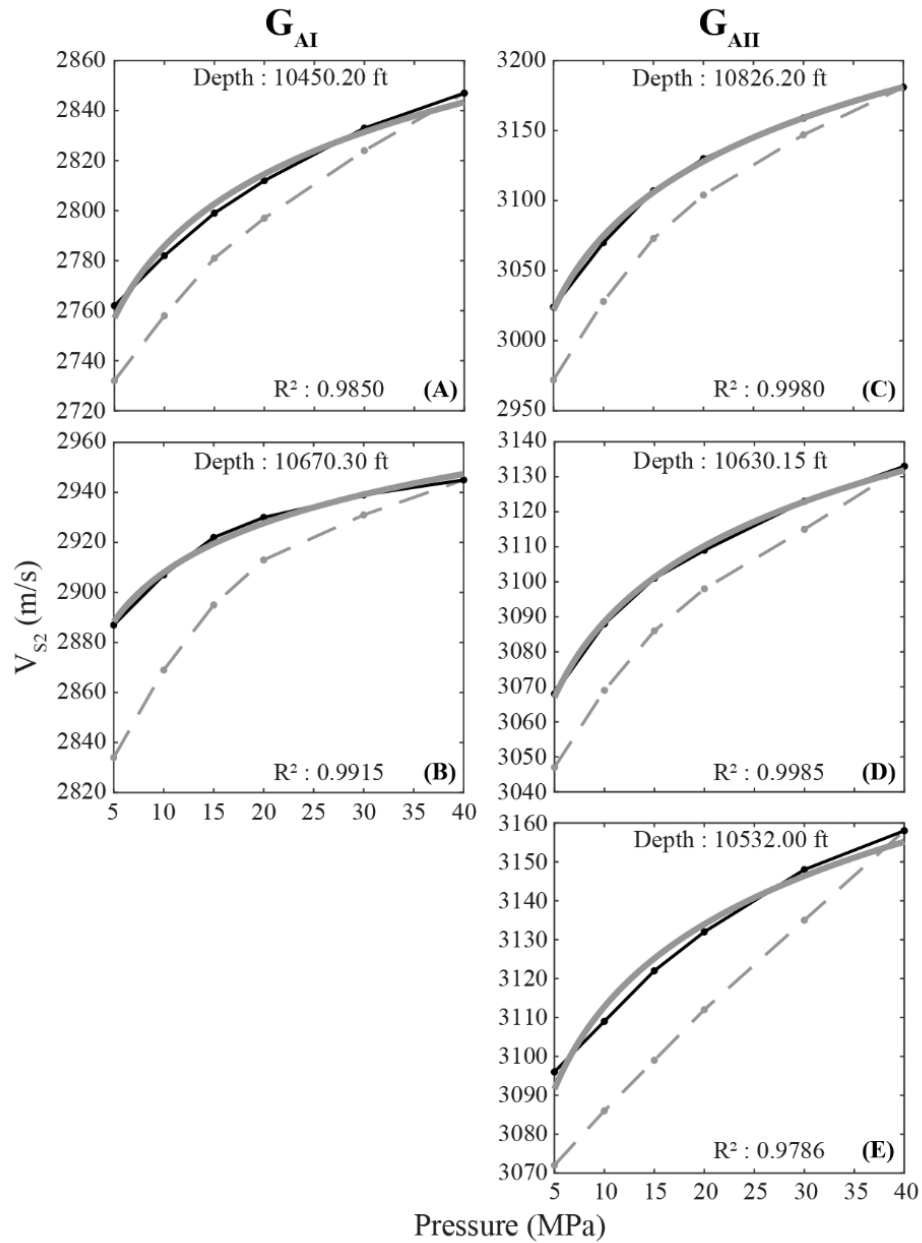 G_AI
G_AII
Depth : 10450.20 ft
2860
2840
2820
2800
2780
2760
2740
2720
R² : 0.9850 (A)
Depth : 10826.20 ft
3200
3150
3100
3050
3000
2950
R² : 0.9980 (C)
Depth : 10670.30 ft
2960
2940
2920
2900
2880
2860
2840
2820
R² : 0.9915 (B)
5 10 15 20 25 30 35 40
Depth : 10630.15 ft
3140
3130
3120
3110
3100
3090
3080
3070
3060
3050
3040
R² : 0.9985 (D)
Depth : 10532.00 ft
3160
3150
3140
3130
3120
3110
3100
3090
3080
3070
R² : 0.9786 (E)
5 10 15 20 25 30 35 40
V_S2 (m/s)
Pressure (MPa)